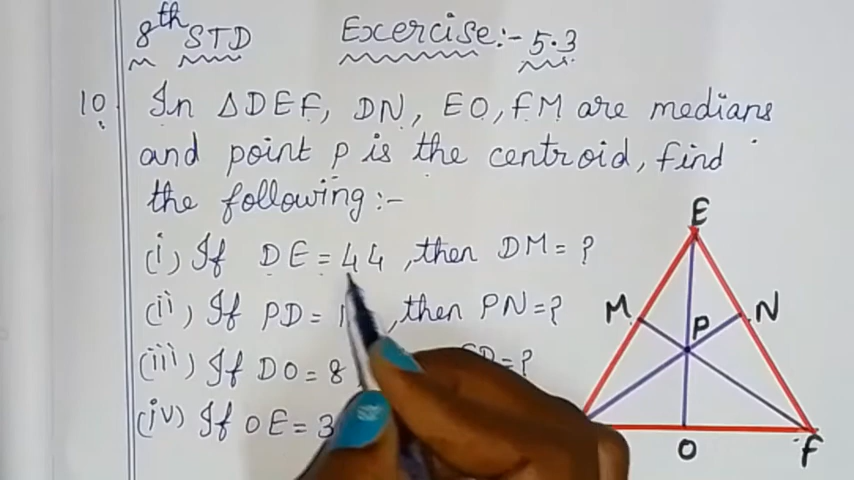 8th STD Exercise:- 5.3
10. In ΔDEF, DN, EO, FM are medians
and point P is the centroid, find
the following:-
(i) If DE = 44, then DM = ?
(ii) If PD = , then PN = ?
(iii) If DO = 8 = ?
(iv) If OE = 3
E
M
N
P
O
F